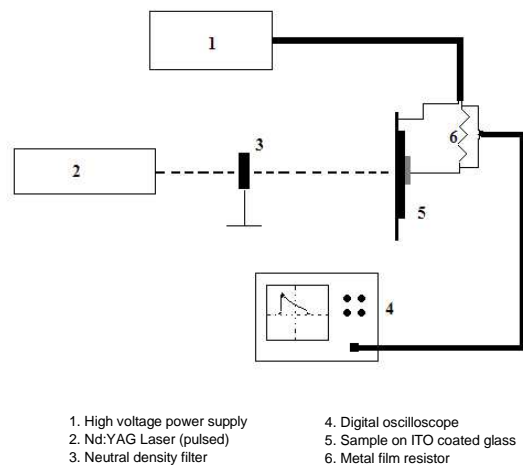 1
3
6
2
5
4
1. High voltage power supply
2. Nd:YAG Laser (pulsed)
3. Neutral density filter
4. Digital oscilloscope
5. Sample on ITO coated glass
6. Metal film resistor